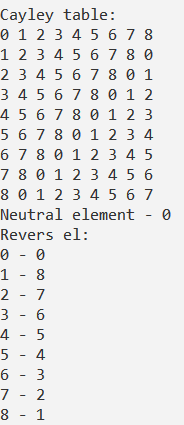 Cayley table:
0 1 2 3 4 5 6 7 8
1 2 3 4 5 6 7 8 0
2 3 4 5 6 7 8 0 1
3 4 5 6 7 8 0 1 2
4 5 6 7 8 0 1 2 3
5 6 7 8 0 1 2 3 4
6 7 8 0 1 2 3 4 5
7 8 0 1 2 3 4 5 6
8 0 1 2 3 4 5 6 7
Neutral element - 0
Revers el:
0 - 0
1 - 8
2 - 7
3 - 6
4 - 5
5 - 4
6 - 3
7 - 2
8 - 1